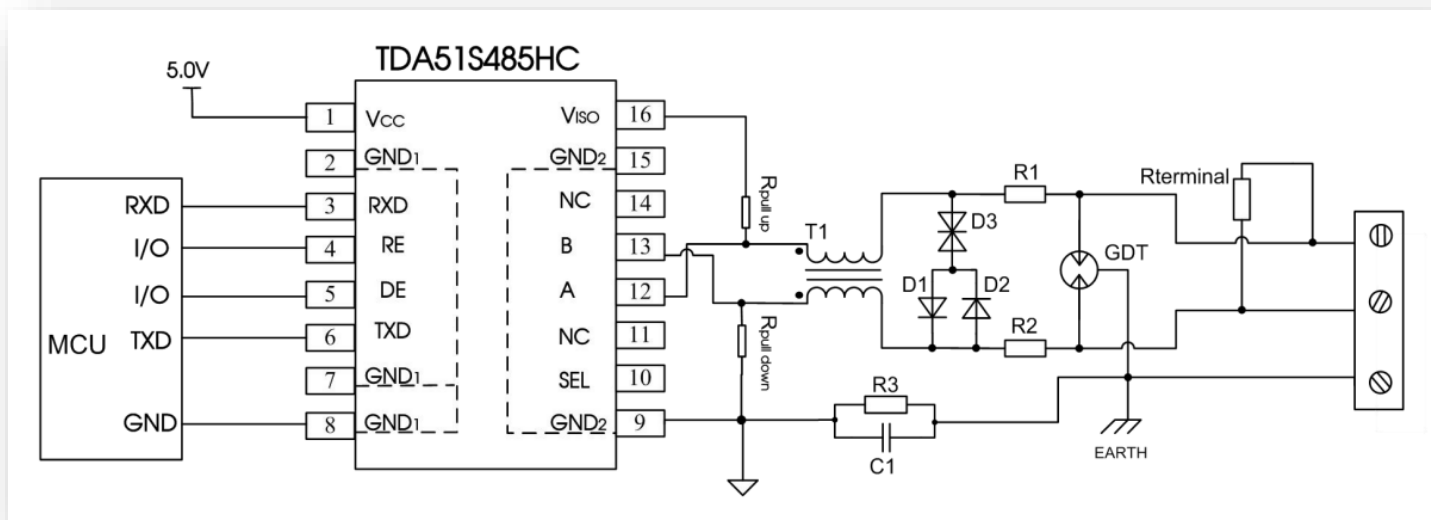 TDA51S485HC
5.0V
1 VCC
VISO 16
2 GND1
GND2 15
RXD
3 RXD
NC 14
I/O
4 RE
B 13
I/O
5 DE
A 12
MCU
TXD
6 TXD
NC 11
7 GND1
SEL 10
GND
8 GND1
GND2 9
Rpull up
Rpull down
T1
D3
D1
D2
R1
R2
GDT
Rterminal
R3
C1
EARTH